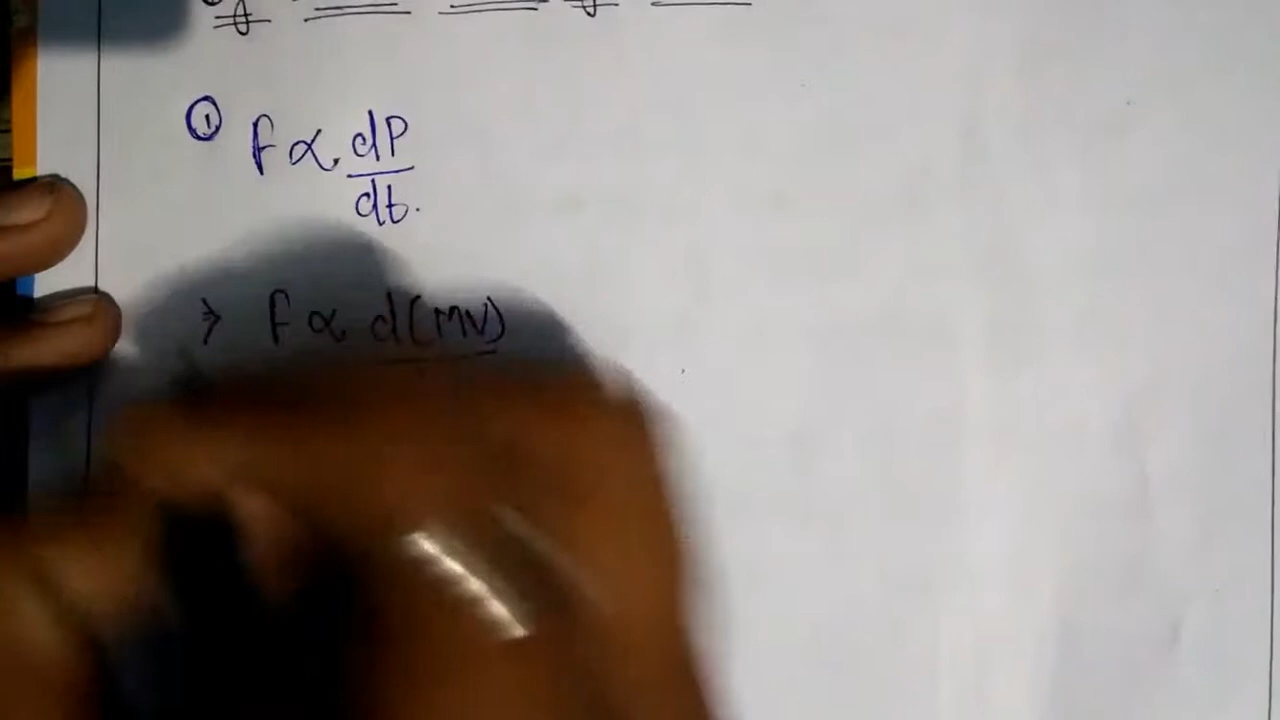 ① F ∝ dP
dt.
⇒ F ∝ d(mv)